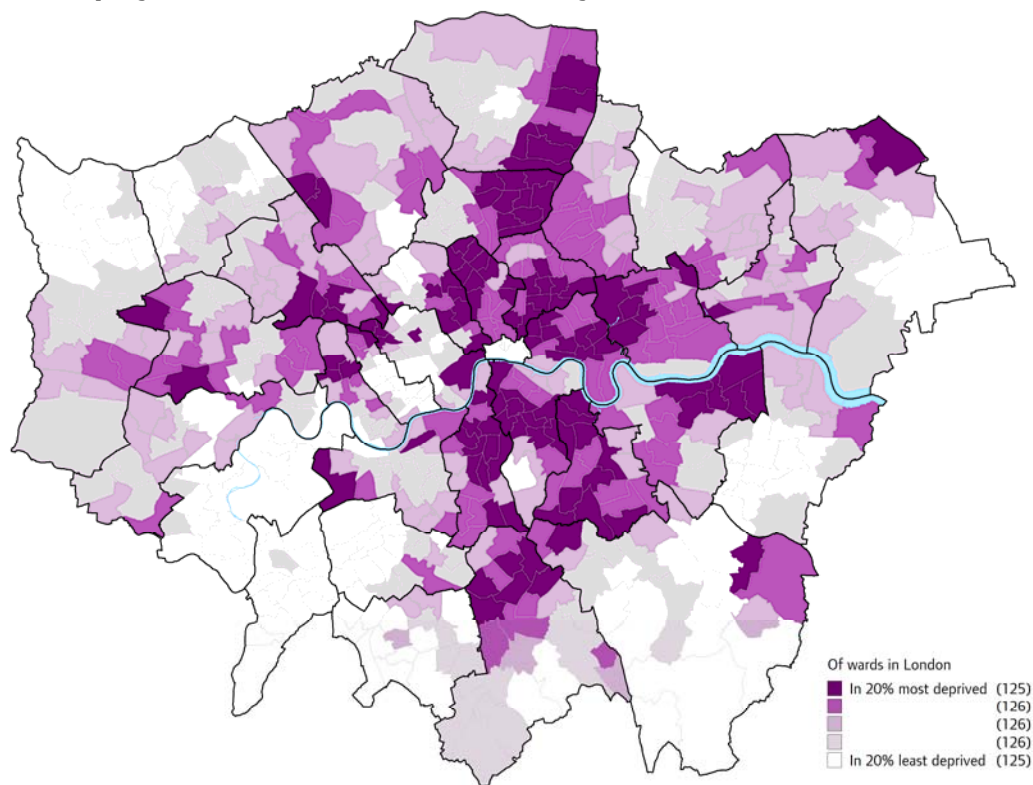 Of wards in London
In 20% most deprived (125)
(126)
(126)
(126)
In 20% least deprived (125)